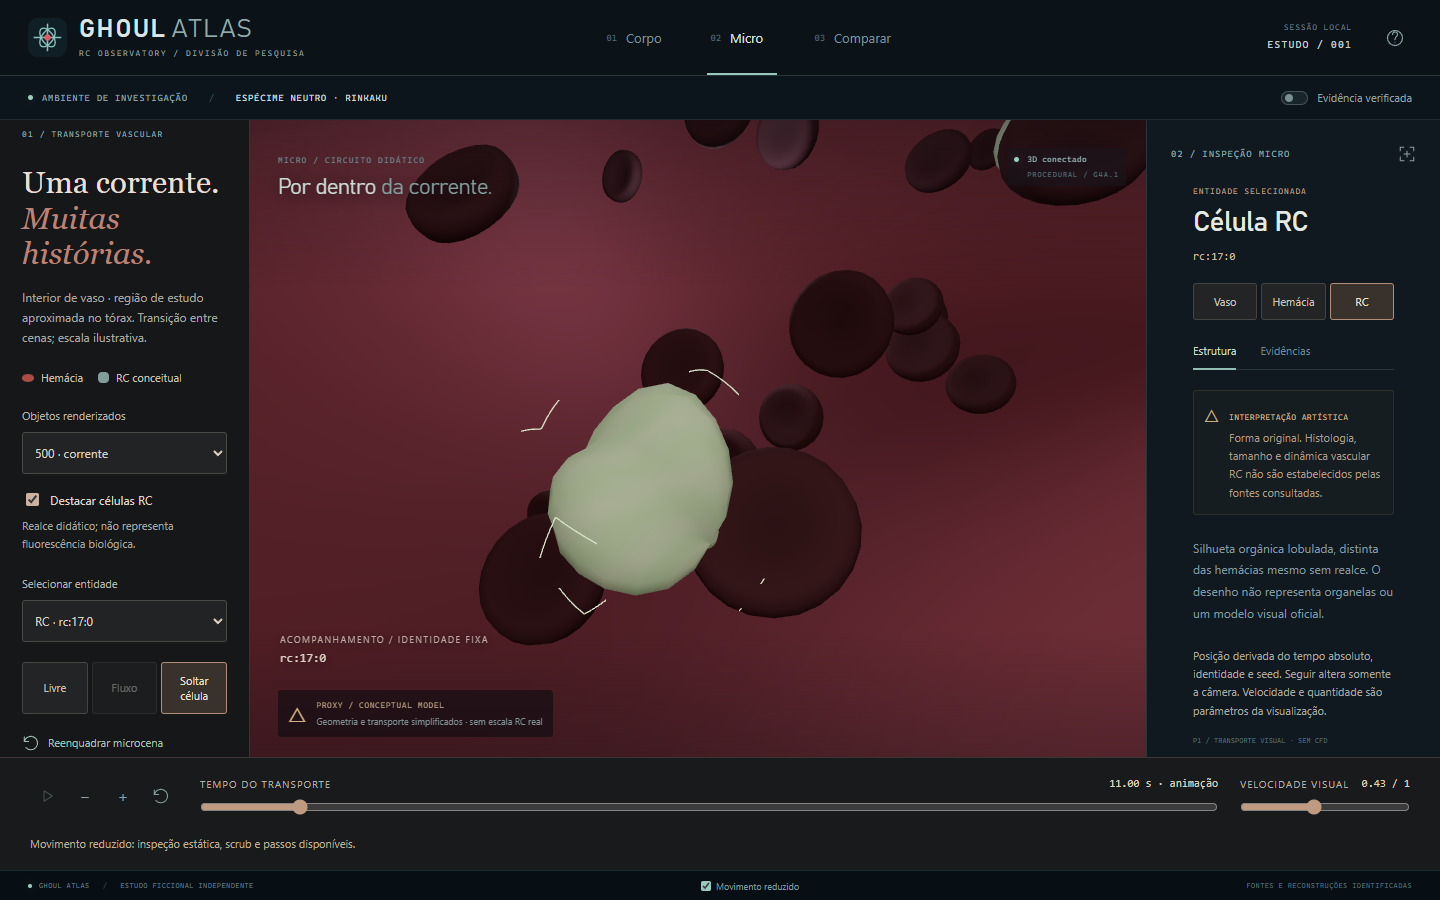 GHOUL ATLAS
RC OBSERVATORY / DIVISÃO DE PESQUISA
01 Corpo
02 Micro
03 Comparar
SESSÃO LOCAL
ESTUDO / 001
AMBIENTE DE INVESTIGAÇÃO / ESPÉCIME NEUTRO · RINKAKU
Evidência verificada
01 / TRANSPORTE VASCULAR
Uma corrente.
Muitas
histórias.
Interior de vaso · região de estudo
aproximada no tórax. Transição entre
cenas; escala ilustrativa.
Hemácia
RC conceitual
Objetos renderizados
500 · corrente
Destacar células RC
Realce didático; não representa
fluorescência biológica.
Selecionar entidade
RC · rc:17:0
Livre
Fluxo
Soltar
célula
Reenquadrar microcena
MICRO / CIRCUITO DIDÁTICO
Por dentro da corrente.
3D conectado
PROCEDURAL / G4A.1
ACOMPANHAMENTO / IDENTIDADE FIXA
rc:17:0
PROXY / CONCEPTUAL MODEL
Geometria e transporte simplificados · sem escala RC real
02 / INSPEÇÃO MICRO
ENTIDADE SELECIONADA
Célula RC
rc:17:0
Vaso
Hemácia
RC
Estrutura
Evidências
INTERPRETAÇÃO ARTÍSTICA
Forma original. Histologia,
tamanho e dinâmica vascular
RC não são estabelecidos pelas
fontes consultadas.
Silhueta orgânica lobulada, distinta
das hemácias mesmo sem realce. O
desenho não representa organelas ou
um modelo visual oficial.
Posição derivada do tempo absoluto,
identidade e seed. Seguir altera somente
a câmera. Velocidade e quantidade são
parâmetros da visualização.
P1 / TRANSPORTE VISUAL · SEM CFD
TEMPO DO TRANSPORTE
11.00 s · animação
VELOCIDADE VISUAL
0.43 / 1
Movimento reduzido: inspeção estática, scrub e passos disponíveis.
GHOUL ATLAS / ESTUDO FICCIONAL INDEPENDENTE
Movimento reduzido
FONTES E RECONSTRUÇÕES IDENTIFICADAS